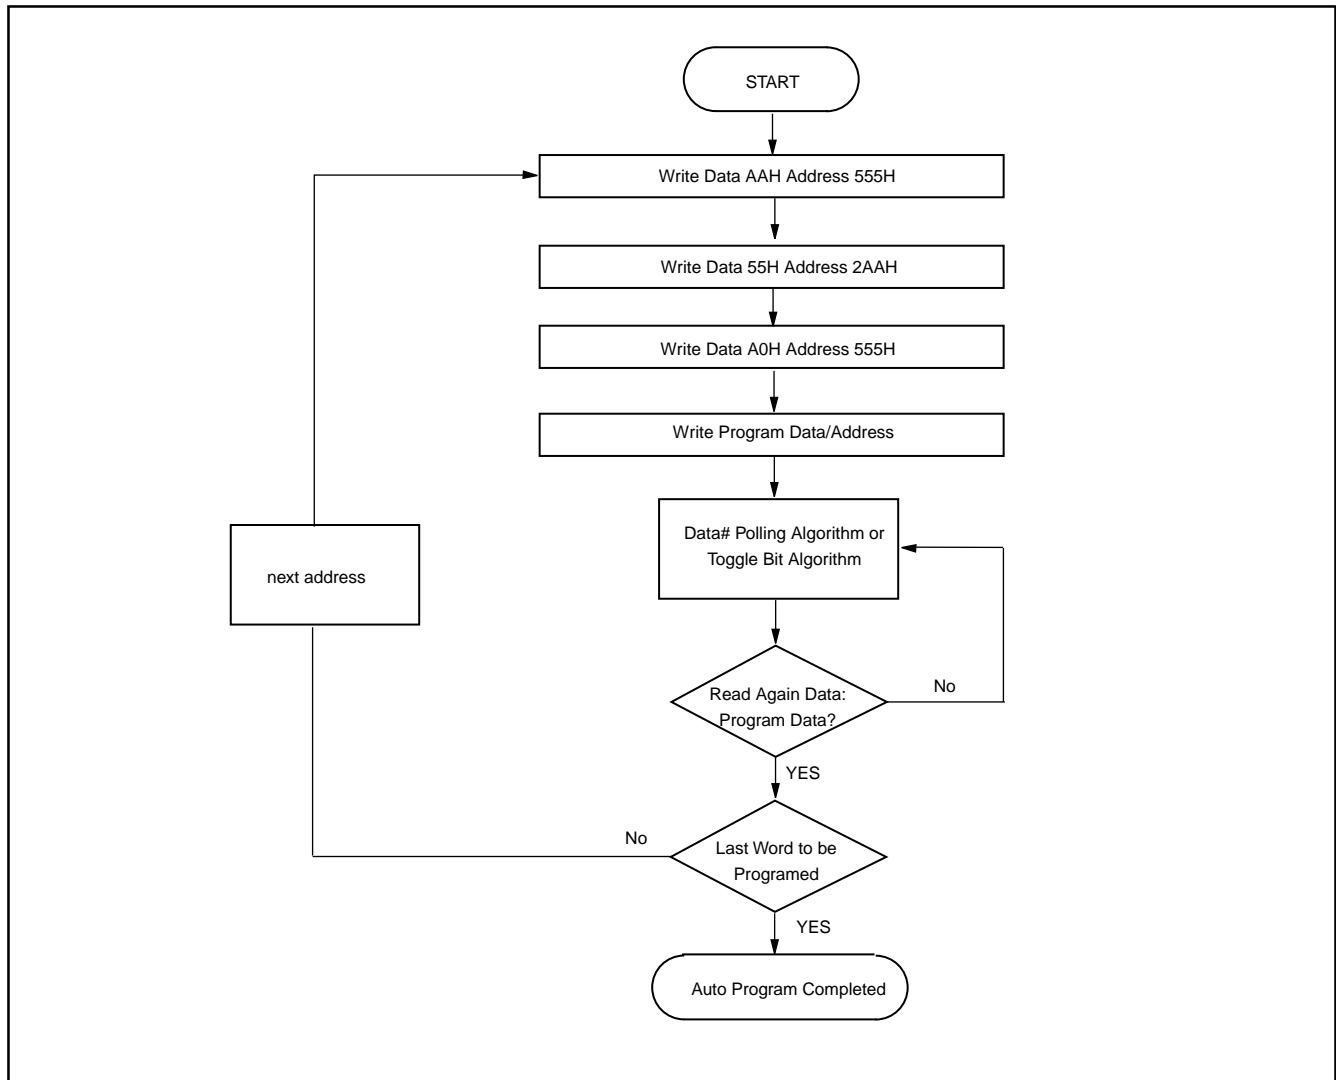 START
Write Data AAH Address 555H
Write Data 55H Address 2AAH
Write Data A0H Address 555H
Write Program Data/Address
Data# Polling Algorithm or
Toggle Bit Algorithm
next address
Read Again Data:
Program Data?
No
YES
No
Last Word to be
Programed
YES
Auto Program Completed